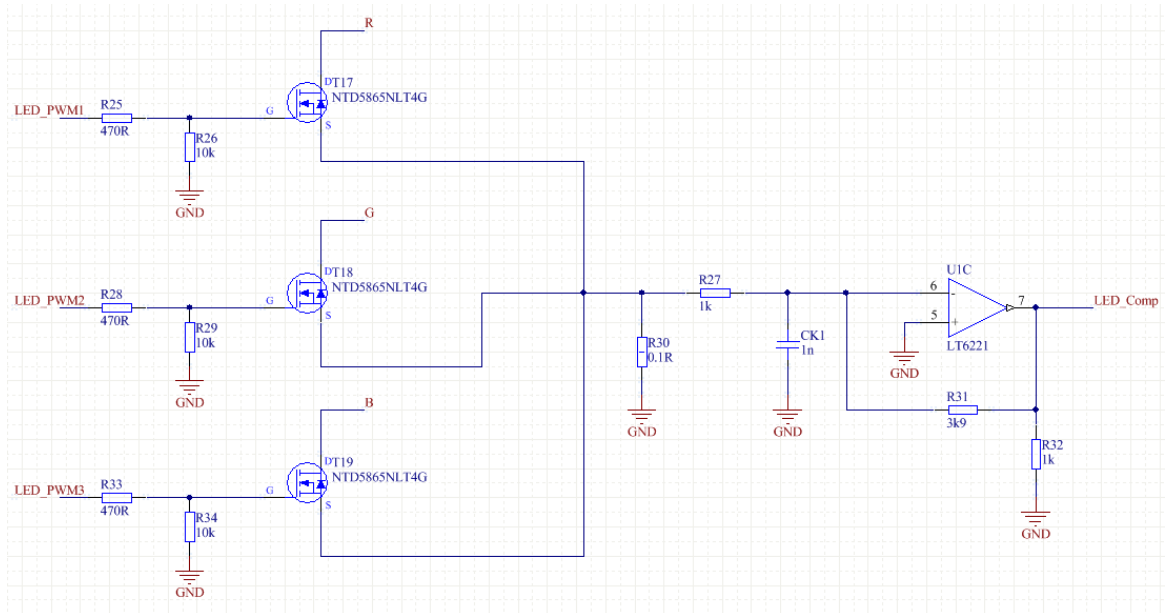 R
DT17
NTD5865NLT4G
LED_PWM1
R25
470R
G
S
R26
10k
GND
G
DT18
NTD5865NLT4G
LED_PWM2
R28
470R
G
S
R29
10k
GND
R27
1k
R30
0.1R
GND
CK1
1n
GND
U1C
6
-
5
+
7
LT6221
GND
LED_Comp
R31
3k9
R32
1k
GND
B
DT19
NTD5865NLT4G
LED_PWM3
R33
470R
G
S
R34
10k
GND